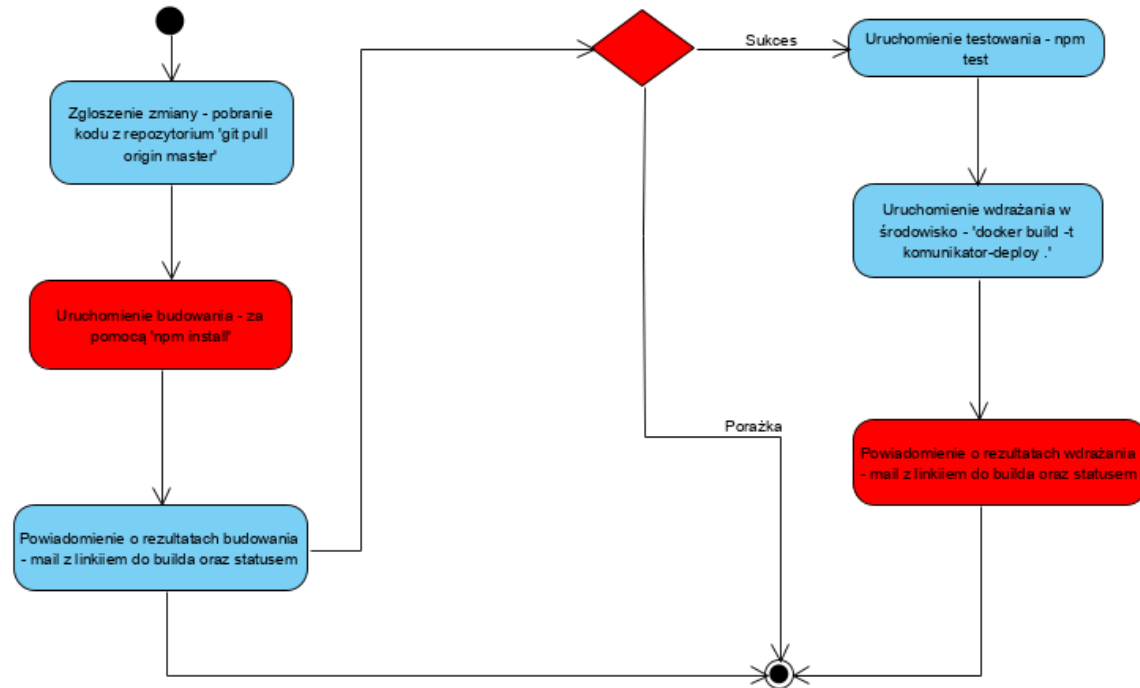 Zgloszenie zmiany - pobranie
kodu z repozytorium 'git pull
origin master'
Uruchomienie budowania - za
pomocą 'npm install'
Powiadomienie o rezultatach budowania
- mail z linkiiem do builda oraz statusem
Sukces
Porażka
Uruchomienie testowania - npm
test
Uruchomienie wdrażania w
środowisko - 'docker build -t
komunikator-deploy .'
Powiadomienie o rezultatach wdrażania
- mail z linkiiem do builda oraz statusem